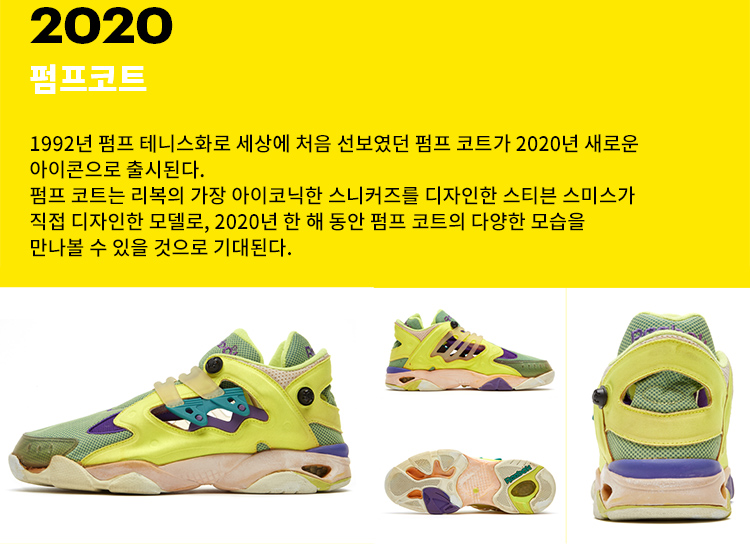 2020
펌프코트
1992년 펌프 테니스화로 세상에 처음 선보였던 펌프 코트가 2020년 새로운
아이콘으로 출시된다.
펌프 코트는 리복의 가장 아이코닉한 스니커즈를 디자인한 스티븐 스미스가
직접 디자인한 모델로, 2020년 한 해 동안 펌프 코트의 다양한 모습을
만나볼 수 있을 것으로 기대된다.